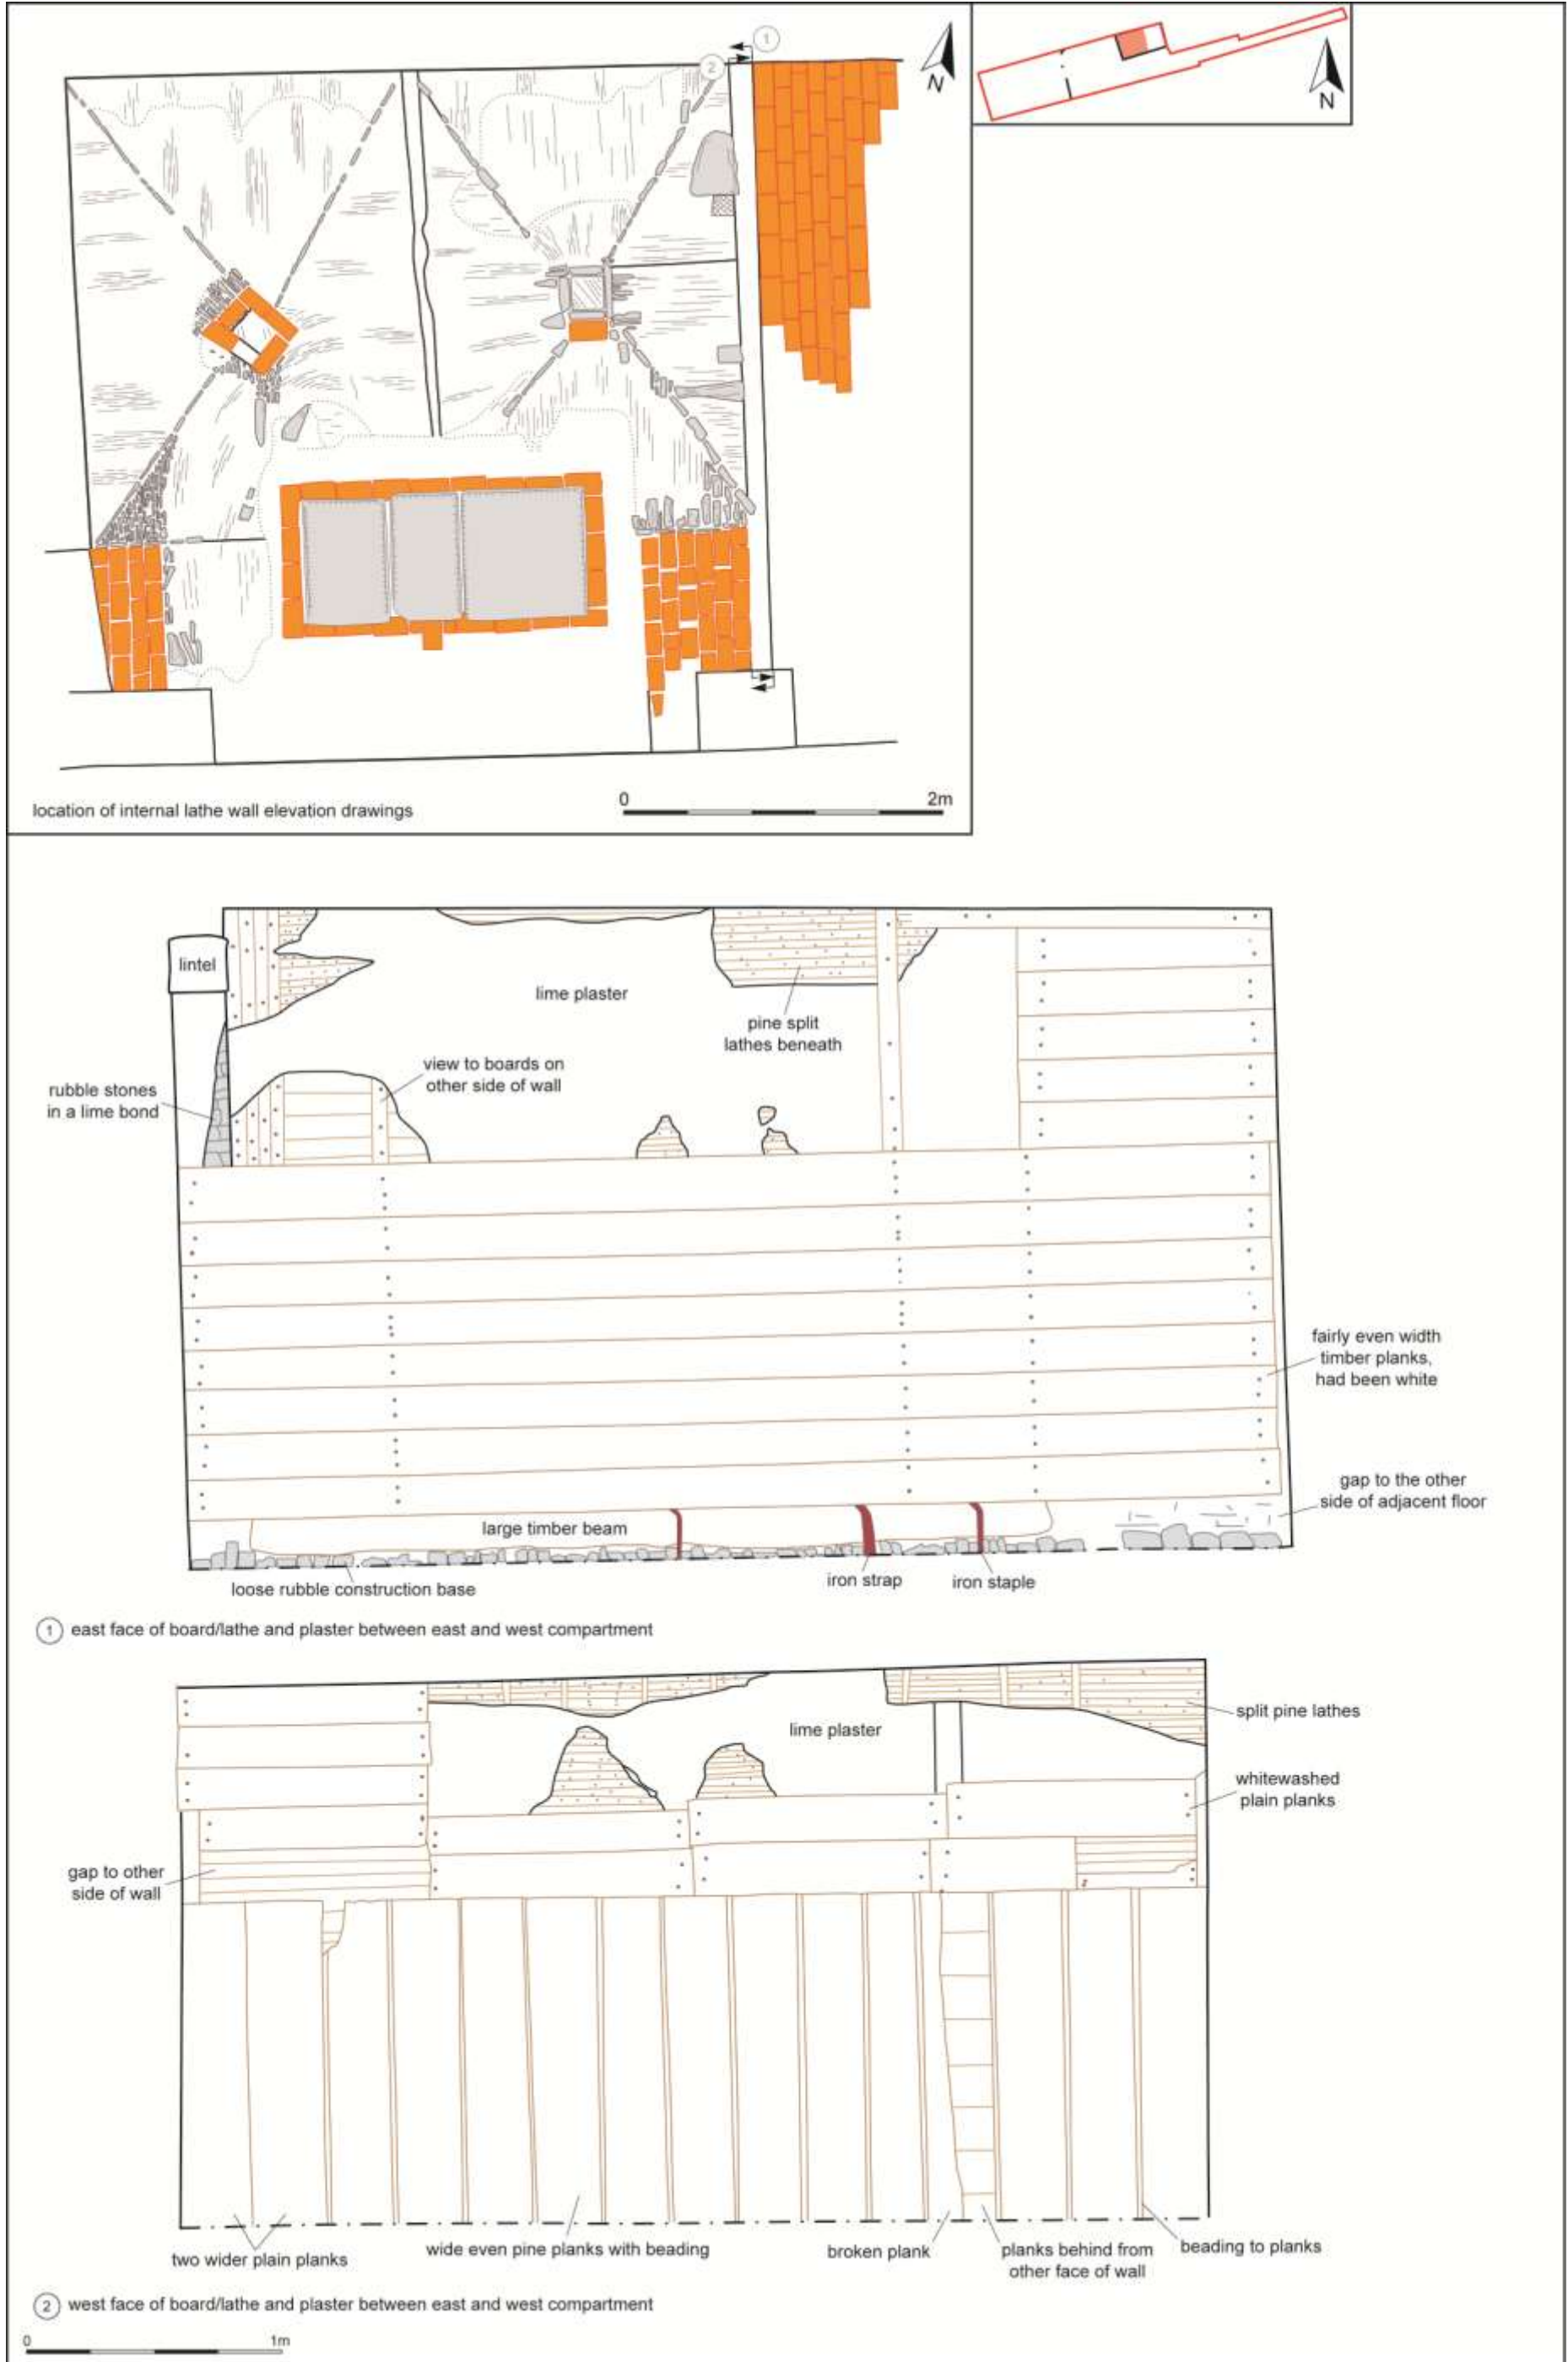 1
2
N
N
location of internal lathe wall elevation drawings
0
2m
lintel
lime plaster
pine split
lathes beneath
view to boards on
other side of wall
rubble stones
in a lime bond
fairly even width
timber planks,
had been white
gap to the other
side of adjacent floor
large timber beam
loose rubble construction base
iron strap
iron staple
1 east face of board/lathe and plaster between east and west compartment
split pine lathes
lime plaster
whitewashed
plain planks
gap to other
side of wall
two wider plain planks
wide even pine planks with beading
broken plank
planks behind from
other face of wall
beading to planks
2 west face of board/lathe and plaster between east and west compartment
0
1m